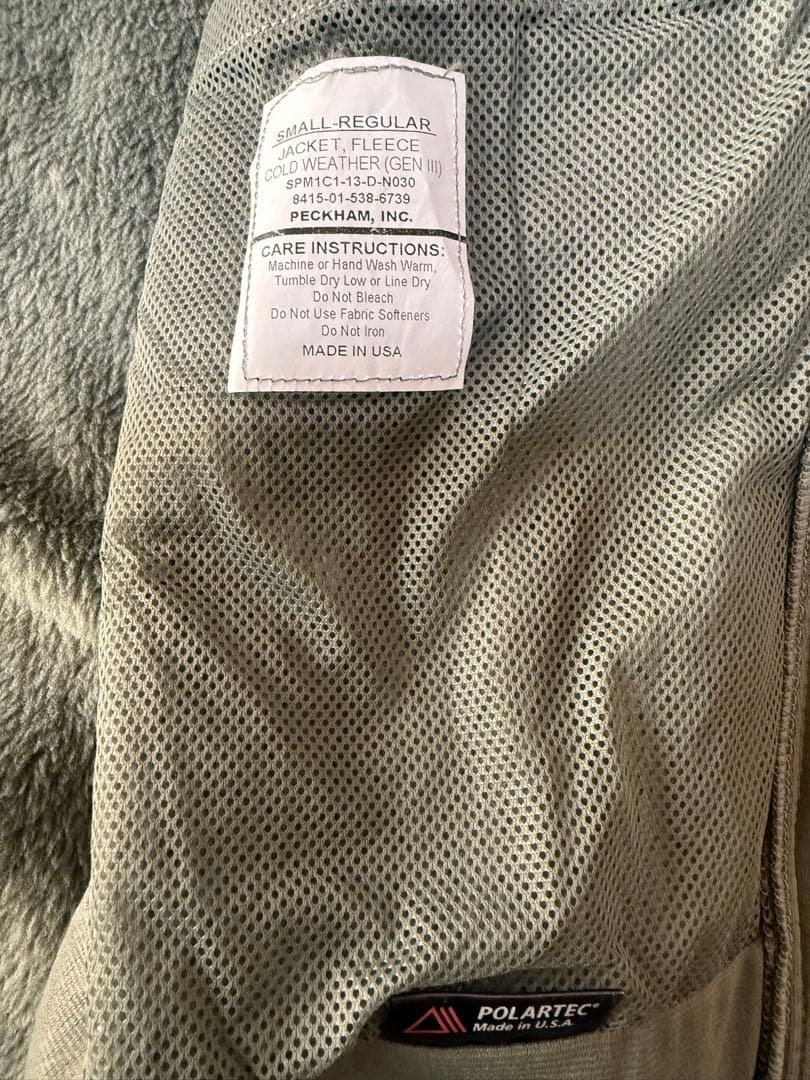 SMALL-REGULAR
JACKET, FLEECE
COLD WEATHER (GEN III)
SPM1C1-13-D-N030
8415-01-538-6739
PECKHAM, INC.
CARE INSTRUCTIONS:
Machine or Hand Wash Warm,
Tumble Dry Low or Line Dry
Do Not Bleach
Do Not Use Fabric Softeners
Do Not Iron
MADE IN USA
POLARTEC®
Made in U.S.A.